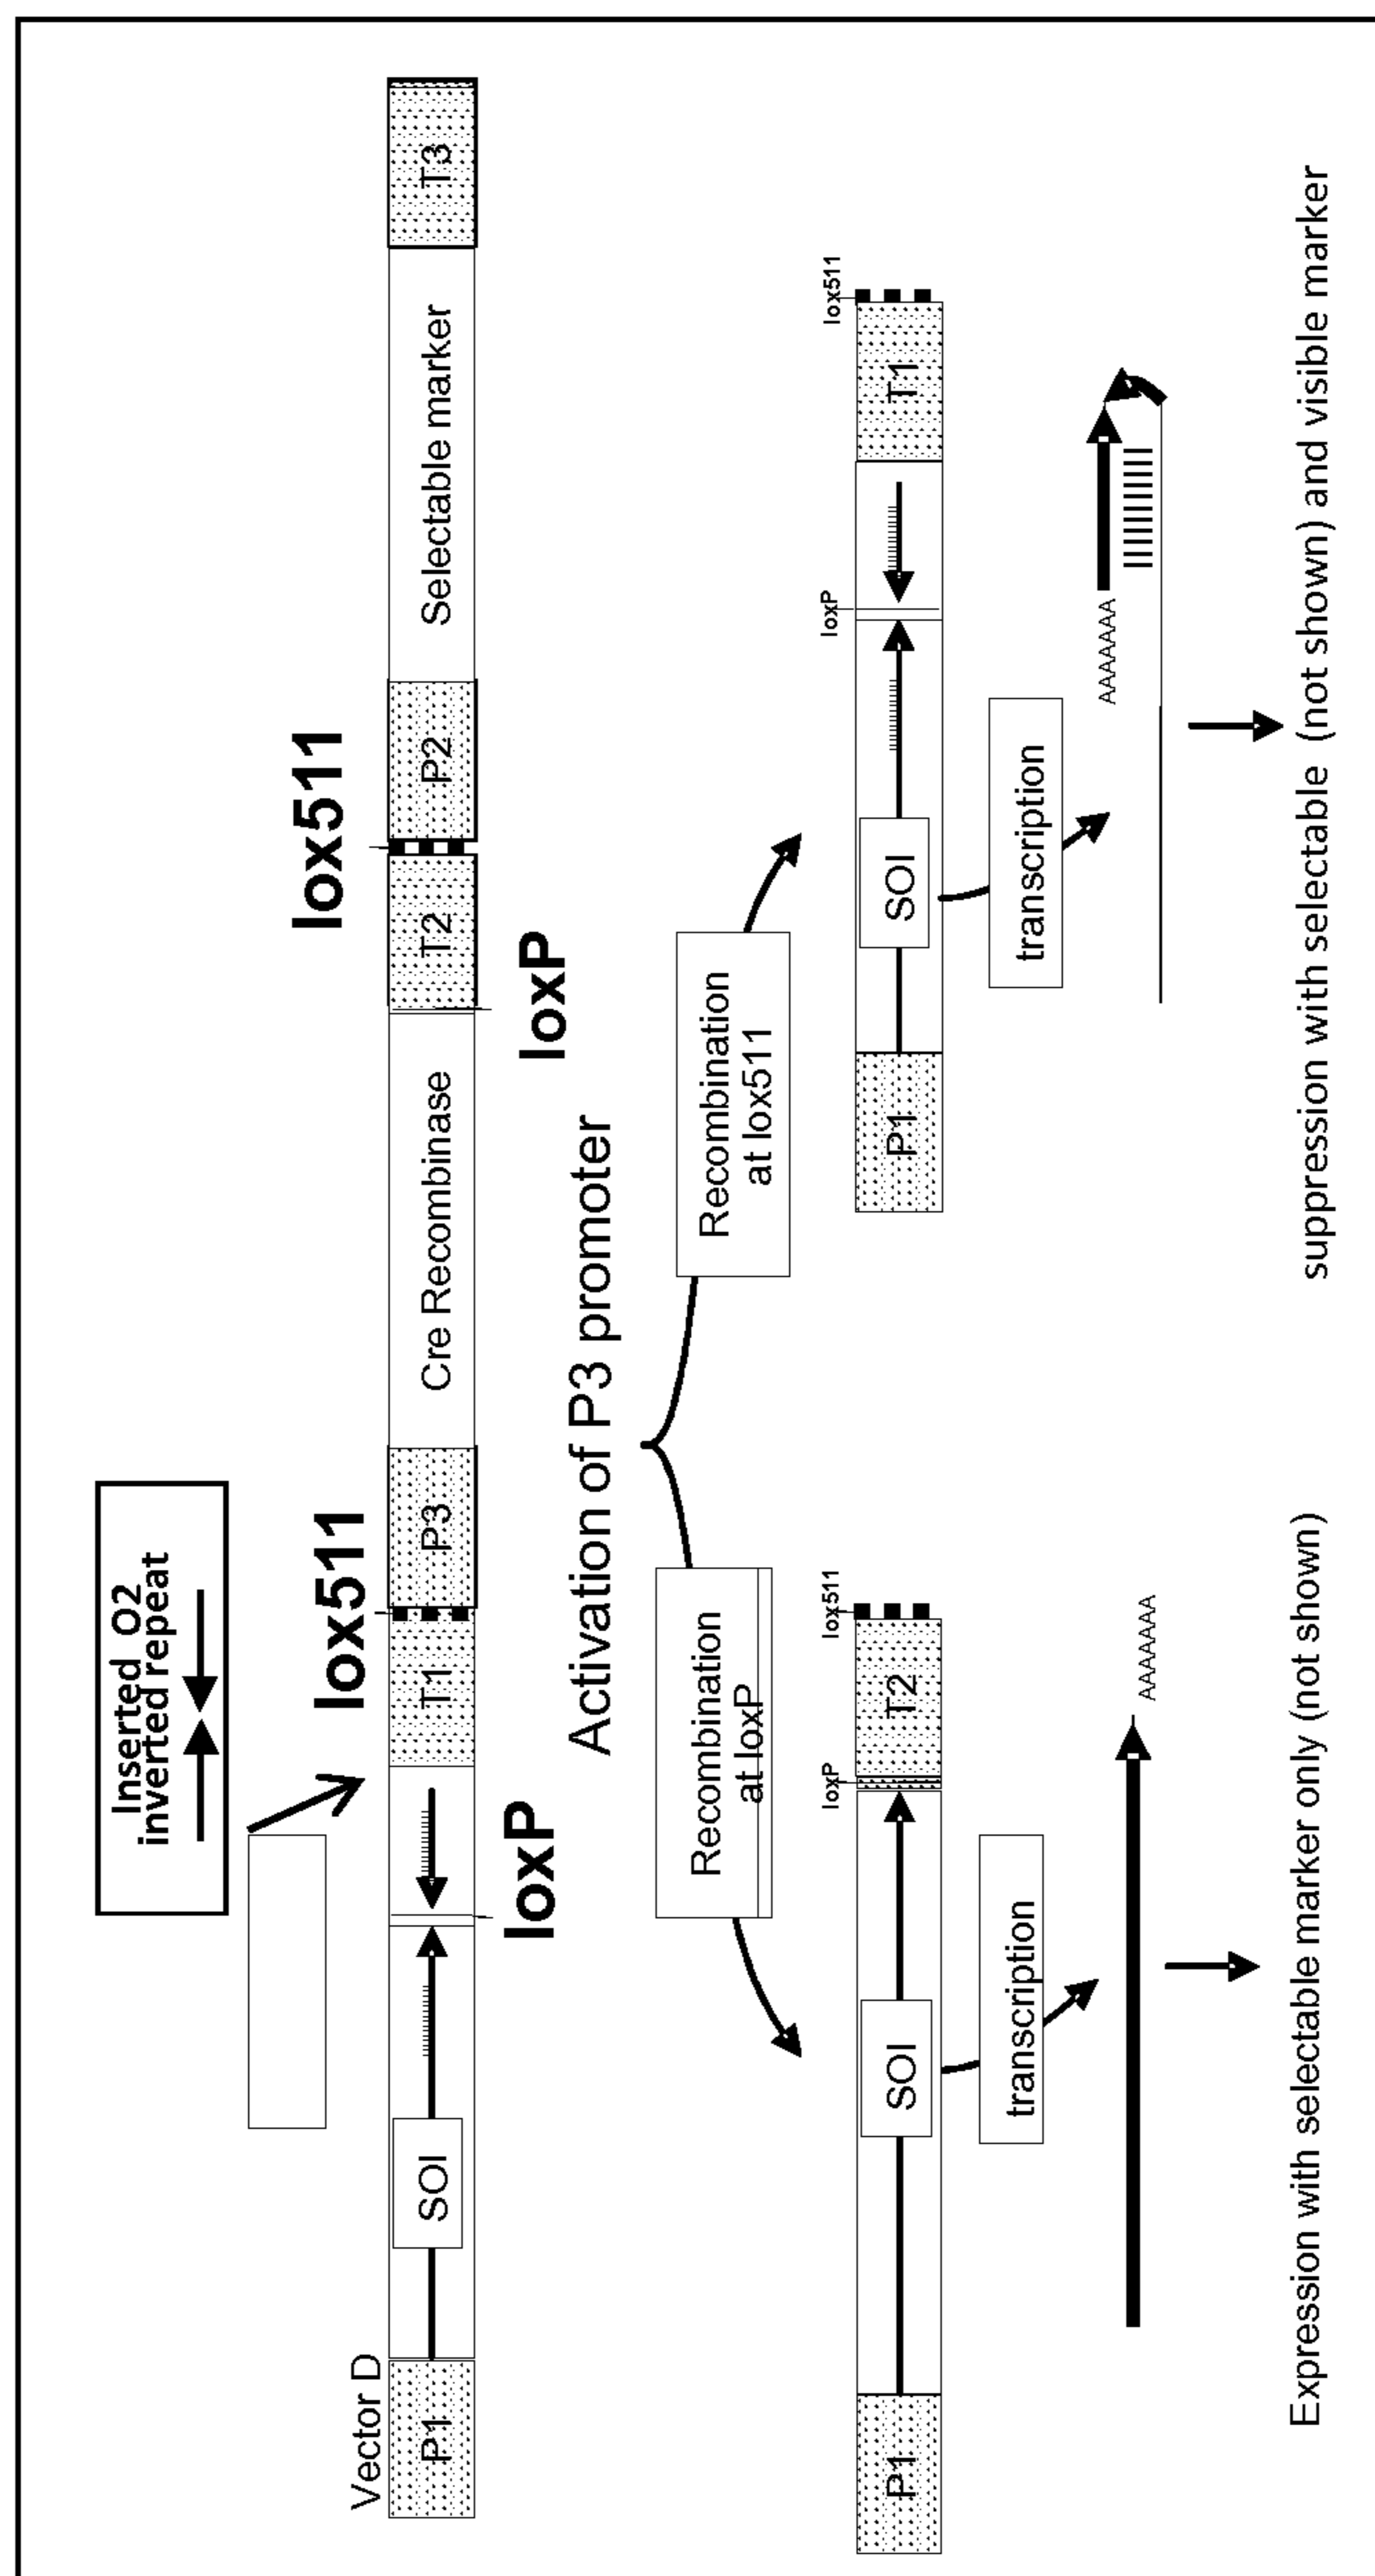 Inserted O2
inverted repeat
lox511
lox511
Vector D
P1
SOI
T1
P3
Cre Recombinase
T2
P2
Selectable marker
T3
loxP
loxP
Activation of P3 promoter
Recombination
at loxP
Recombination
at lox511
loxP
lox511
loxP
lox511
P1
SOI
T2
P1
SOI
T1
transcription
transcription
AAAAAAA
AAAAAAA
Expression with selectable marker only (not shown)
suppression with selectable (not shown) and visible marker